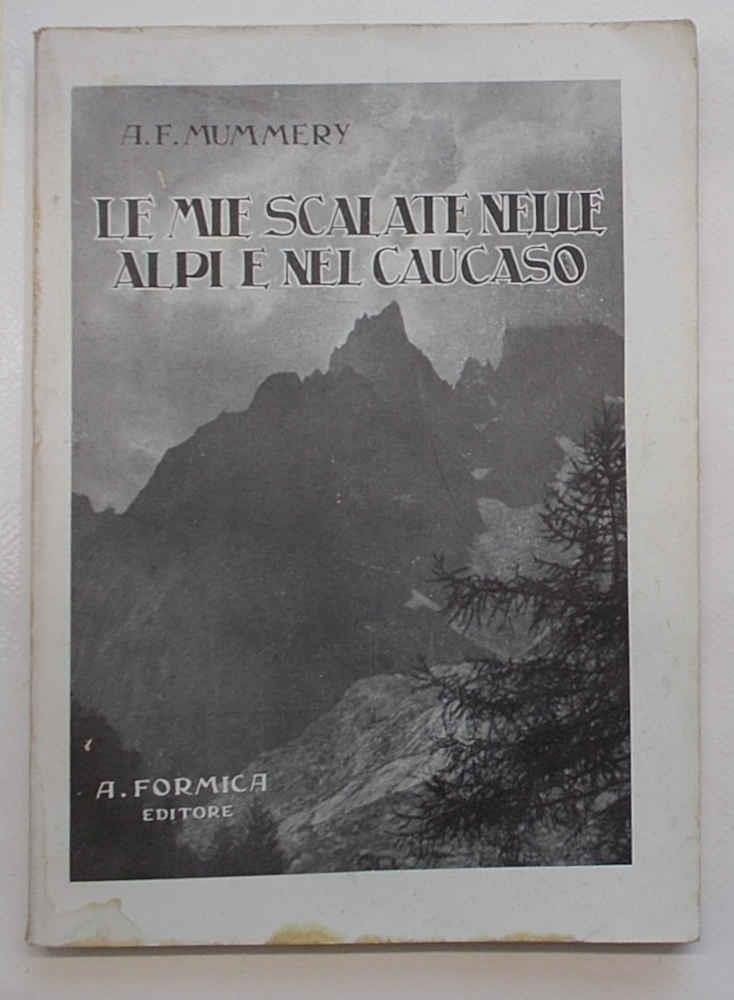 A. F. MUMMERY
LE MIE SCALATE NELLE
ALPI E NEL CAUCASO
A. FORMICA
EDITORE